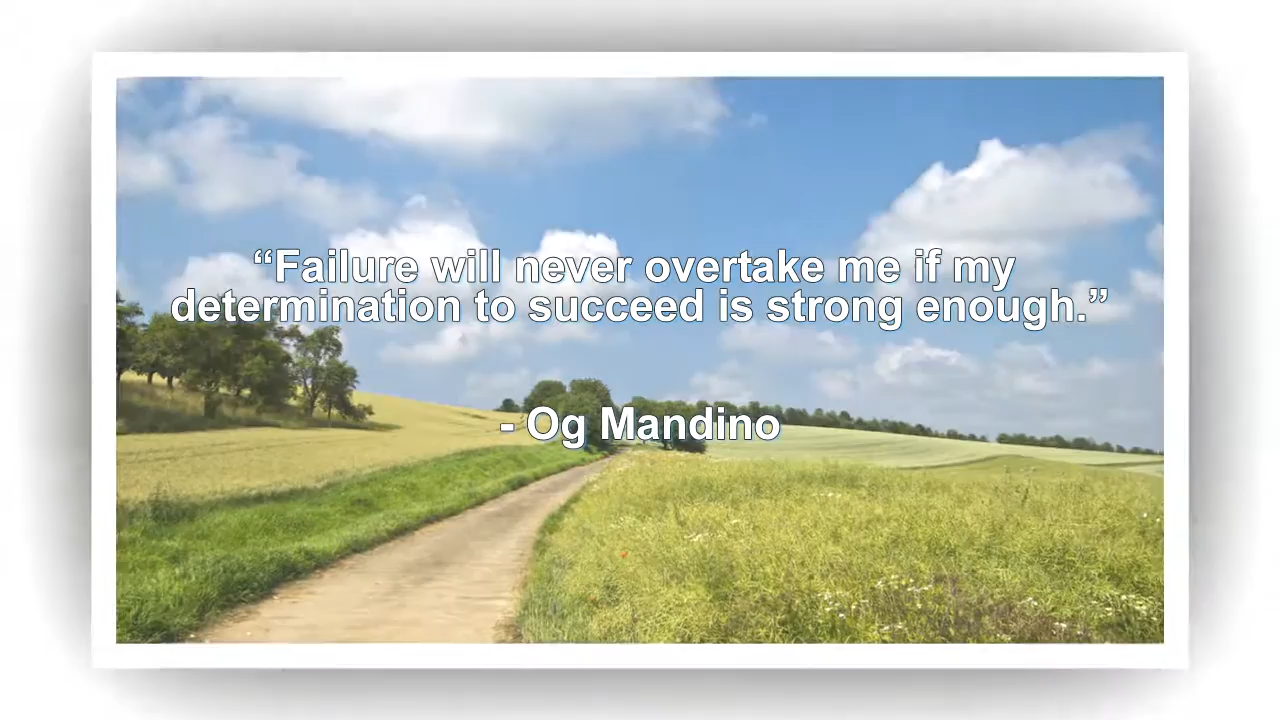 “Failure will never overtake me if my
determination to succeed is strong enough.”
- Og Mandino